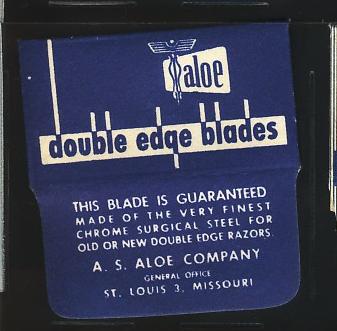 aloe
double edge blades
THIS BLADE IS GUARANTEED
MADE OF THE VERY FINEST
CHROME SURGICAL STEEL FOR
OLD OR NEW DOUBLE EDGE RAZORS.
A. S. ALOE COMPANY
GENERAL OFFICE
ST. LOUIS 3, MISSOURI